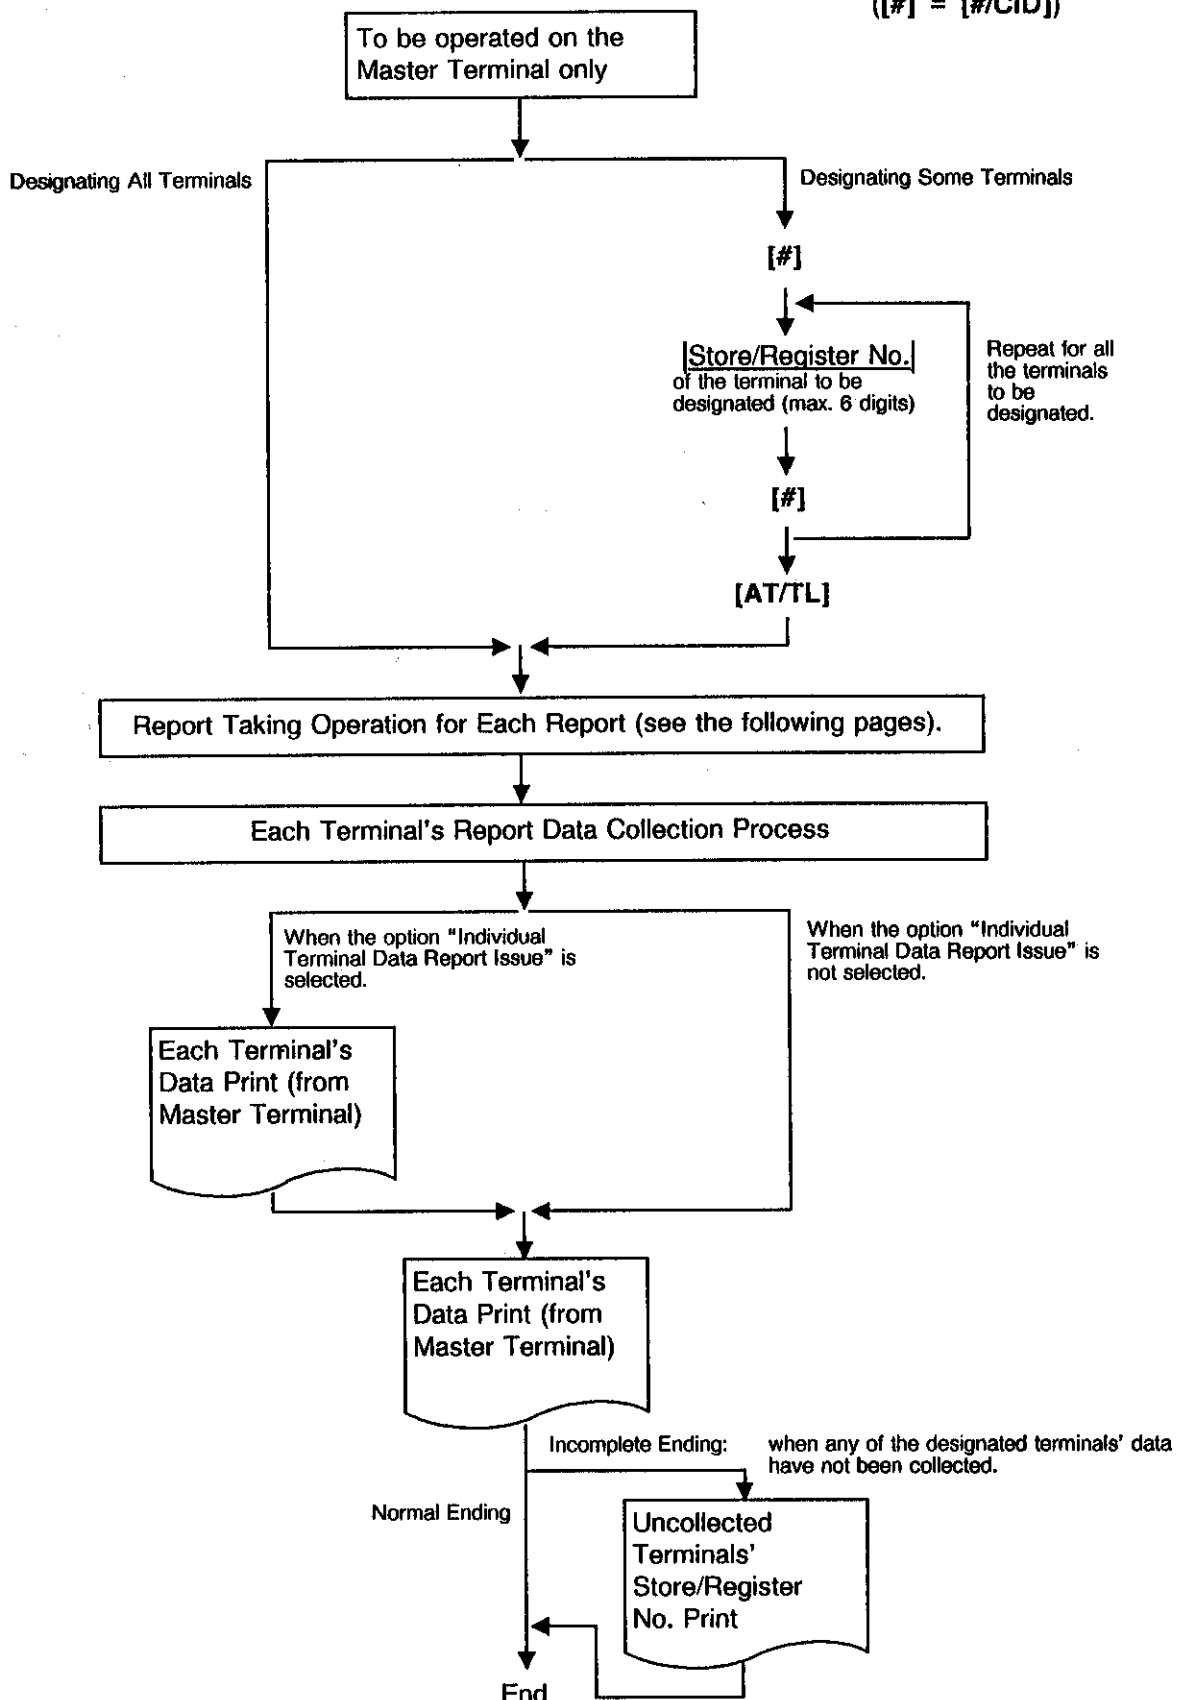 ([#] = [#/CID])
To be operated on the
Master Terminal only
Designating All Terminals
Designating Some Terminals
[#]
Store/Register No.
of the terminal to be
designated (max. 6 digits)
Repeat for all
the terminals
to be
designated.
[#]
[AT/TL]
Report Taking Operation for Each Report (see the following pages).
Each Terminal's Report Data Collection Process
When the option "Individual
Terminal Data Report Issue" is
selected.
When the option "Individual
Terminal Data Report Issue" is
not selected.
Each Terminal's
Data Print (from
Master Terminal)
Each Terminal's
Data Print (from
Master Terminal)
Incomplete Ending: when any of the designated terminals' data
have not been collected.
Normal Ending
Uncollected
Terminals'
Store/Register
No. Print
End